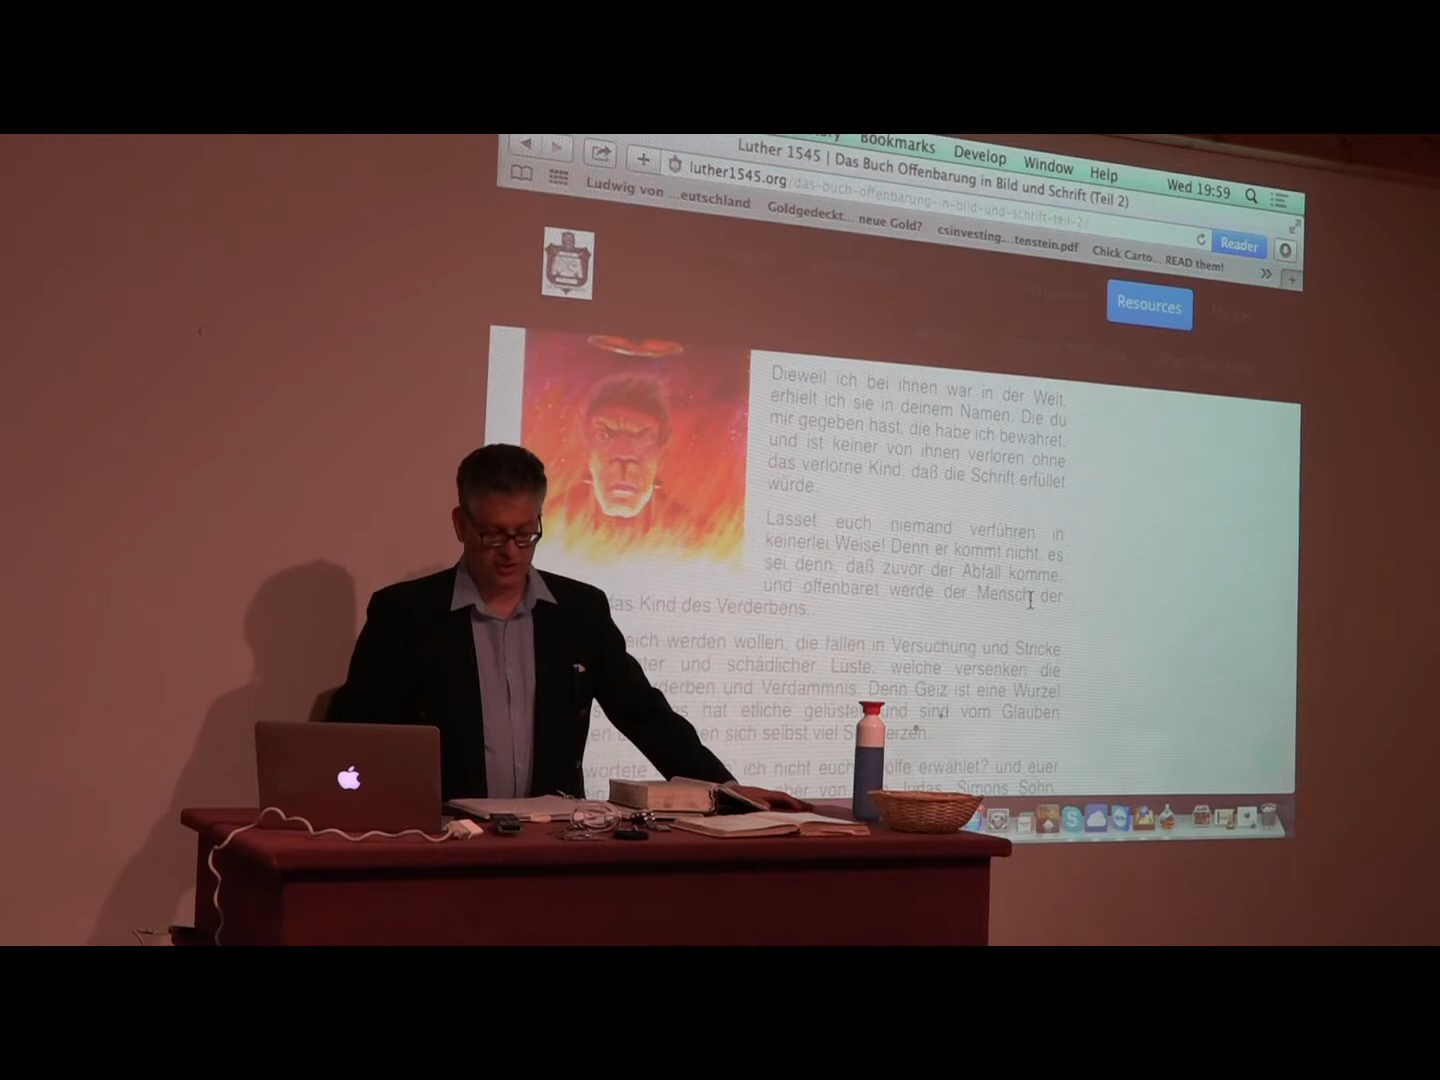 Bookmarks Develop Window Help Wed 19:59
Luther 1545 | Das Buch Offenbarung in Bild und Schrift (Teil 2)
luther1545.org/das-buch-offenbarung-in-bild-und-schrift-teil-2/
Reader
Ludwig von ...eutschland Goldgedeckt... neue Gold? csinvesting....tenstein.pdf Chick Carto... READ them!
Resources
Dieweil ich bei ihnen war in der Welt,
erhielt ich sie in deinem Namen. Die du
mir gegeben hast, die habe ich bewahret,
und ist keiner von ihnen verloren ohne
das verlorne Kind, daß die Schrift erfüllet
würde.
Lasset euch niemand verführen in
keinerlei Weise! Denn er kommt nicht, es
sei denn, daß zuvor der Abfall komme,
und offenbaret werde der Mensch der
das Kind des Verderbens..
eich werden wollen, die fallen in Versuchung und Stricke
und schädlicher Lüste, welche versenken die
derben und Verdammnis. Denn Geiz ist eine Wurzel
es hat etliche gelüstet und sind vom Glauben
en sich selbst viel Schmerzen..
wortete ich nicht euch olfe erwählet? und euer
aber von Judas, Simons Sohn,